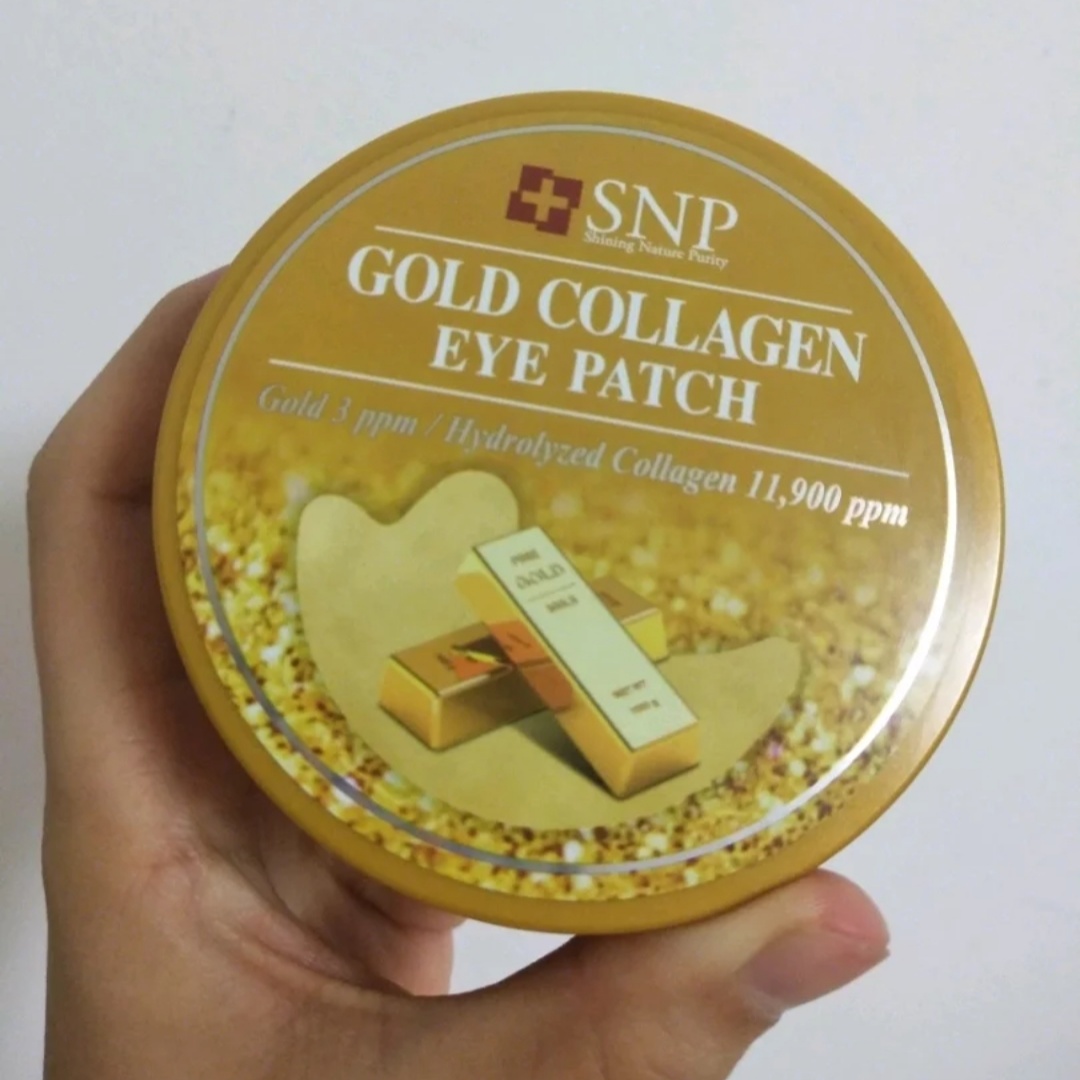 SNP
Shining Nature Purity
GOLD COLLAGEN
EYE PATCH
Gold 3 ppm / Hydrolyzed Collagen 11,900 ppm
FINE
GOLD